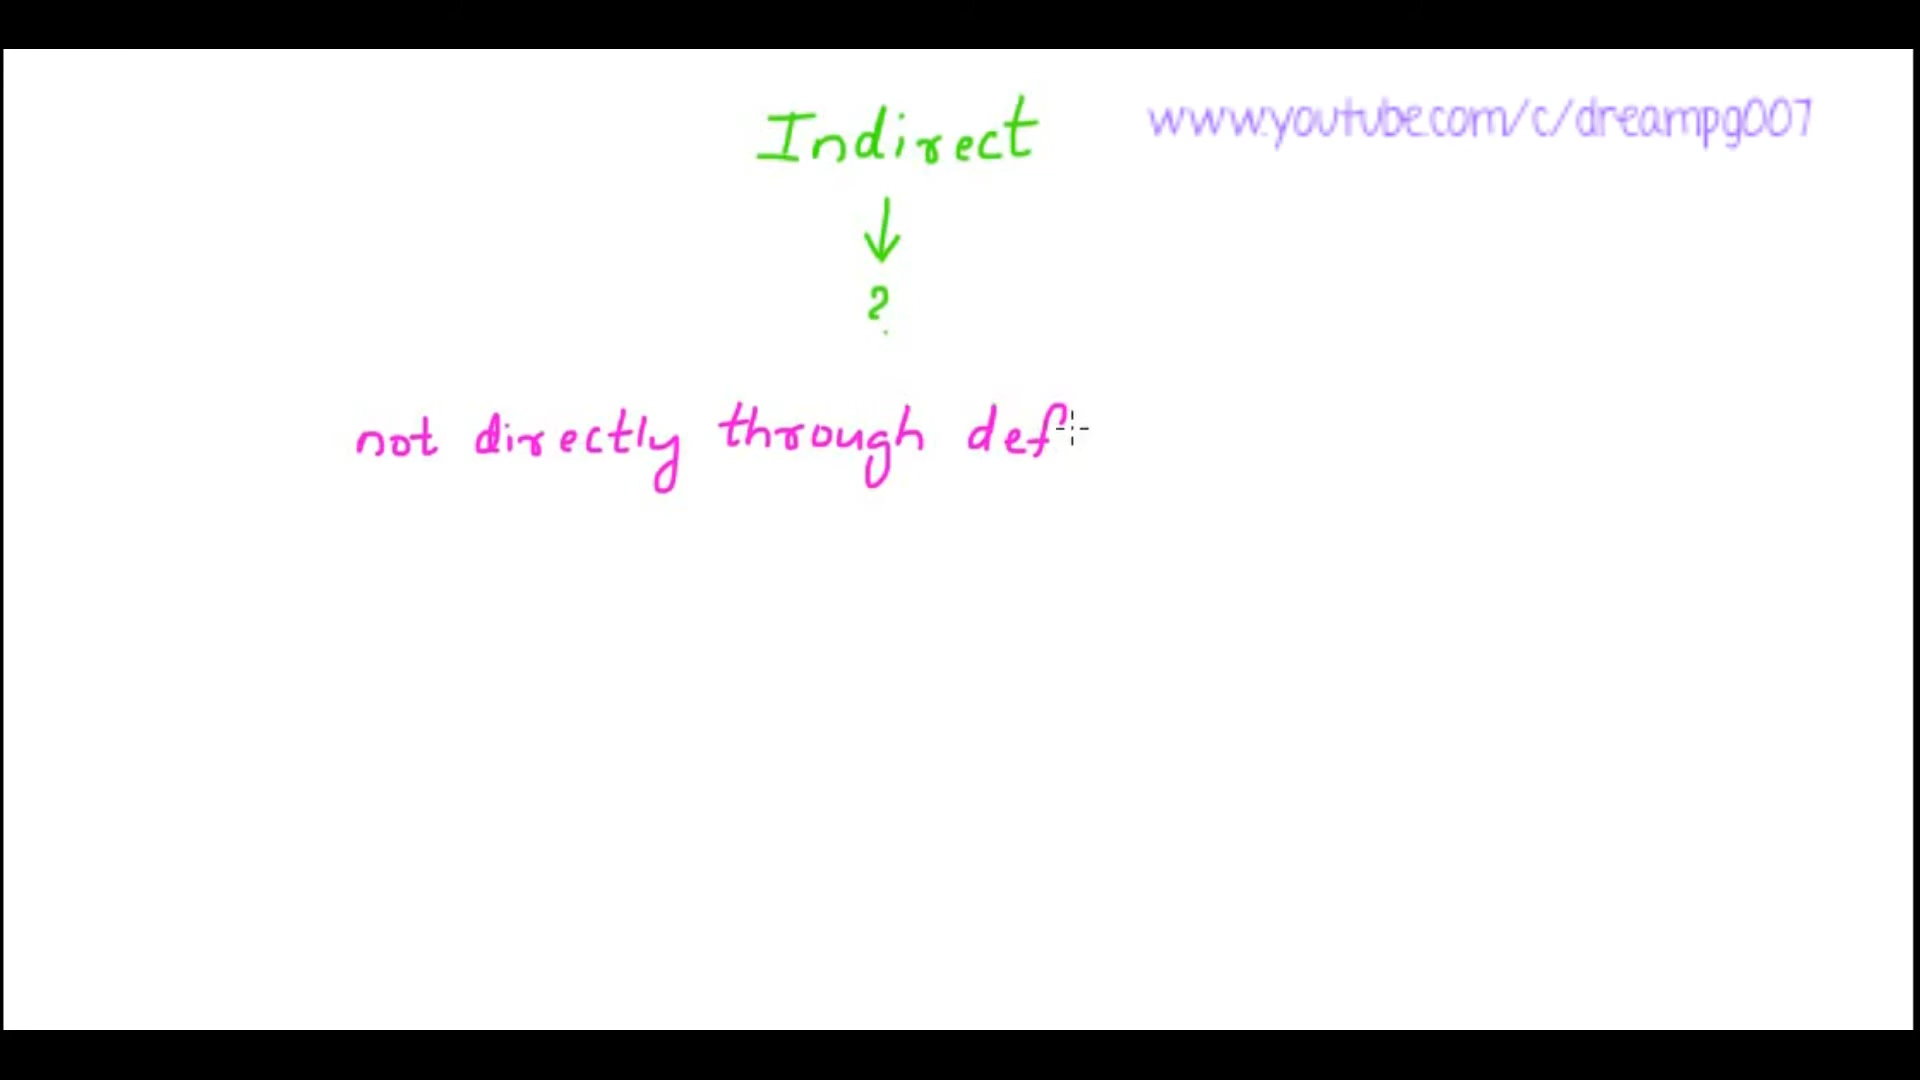 Indirect
www.youtube.com/c/dreampg007
↓
?
not directly through def